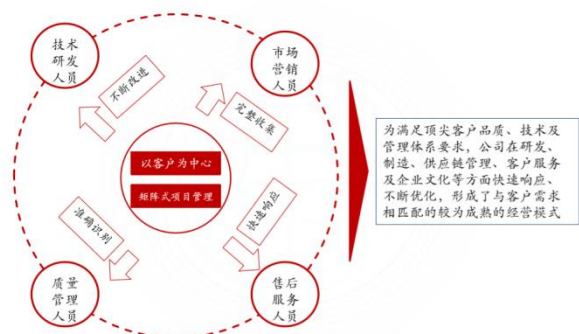 技术
研发
人员
市场
营销
人员
不断改进
完整收集
以客户为中心
矩阵式项目管理
准确识别
快速响应
质量
管理
人员
售后
服务
人员
为满足顶尖客户品质、技术及
管理体系要求，公司在研发、
制造、供应链管理、客户服务
及企业文化等方面快速响应、
不断优化，形成了与客户需求
相匹配的较为成熟的经营模式